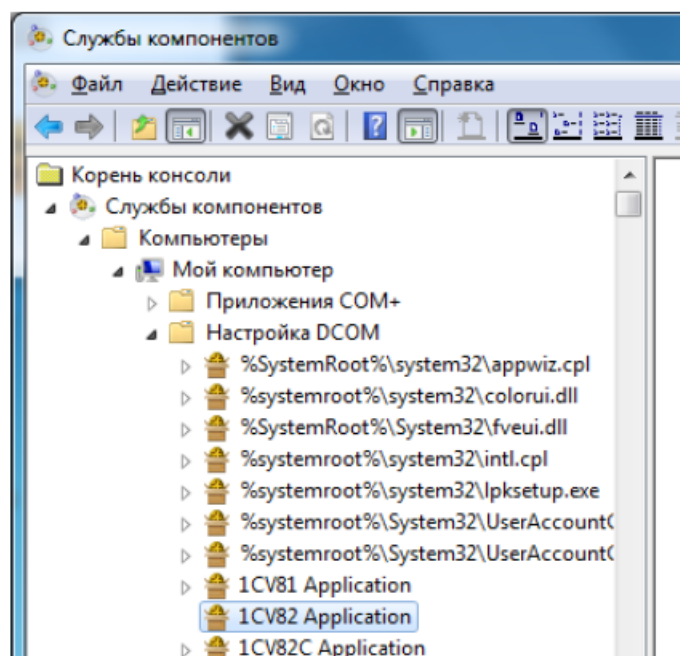 Службы компонентов
Файл Действие Вид Окно Справка
Корень консоли
Службы компонентов
Компьютеры
Мой компьютер
Приложения COM+
Настройка DCOM
%SystemRoot%\system32\appwiz.cpl
%systemroot%\system32\colorui.dll
%SystemRoot%\System32\fveui.dll
%systemroot%\system32\intl.cpl
%systemroot%\system32\lpksetup.exe
%systemroot%\System32\UserAccountC
%systemroot%\System32\UserAccountC
1CV81 Application
1CV82 Application
1CV82C Application